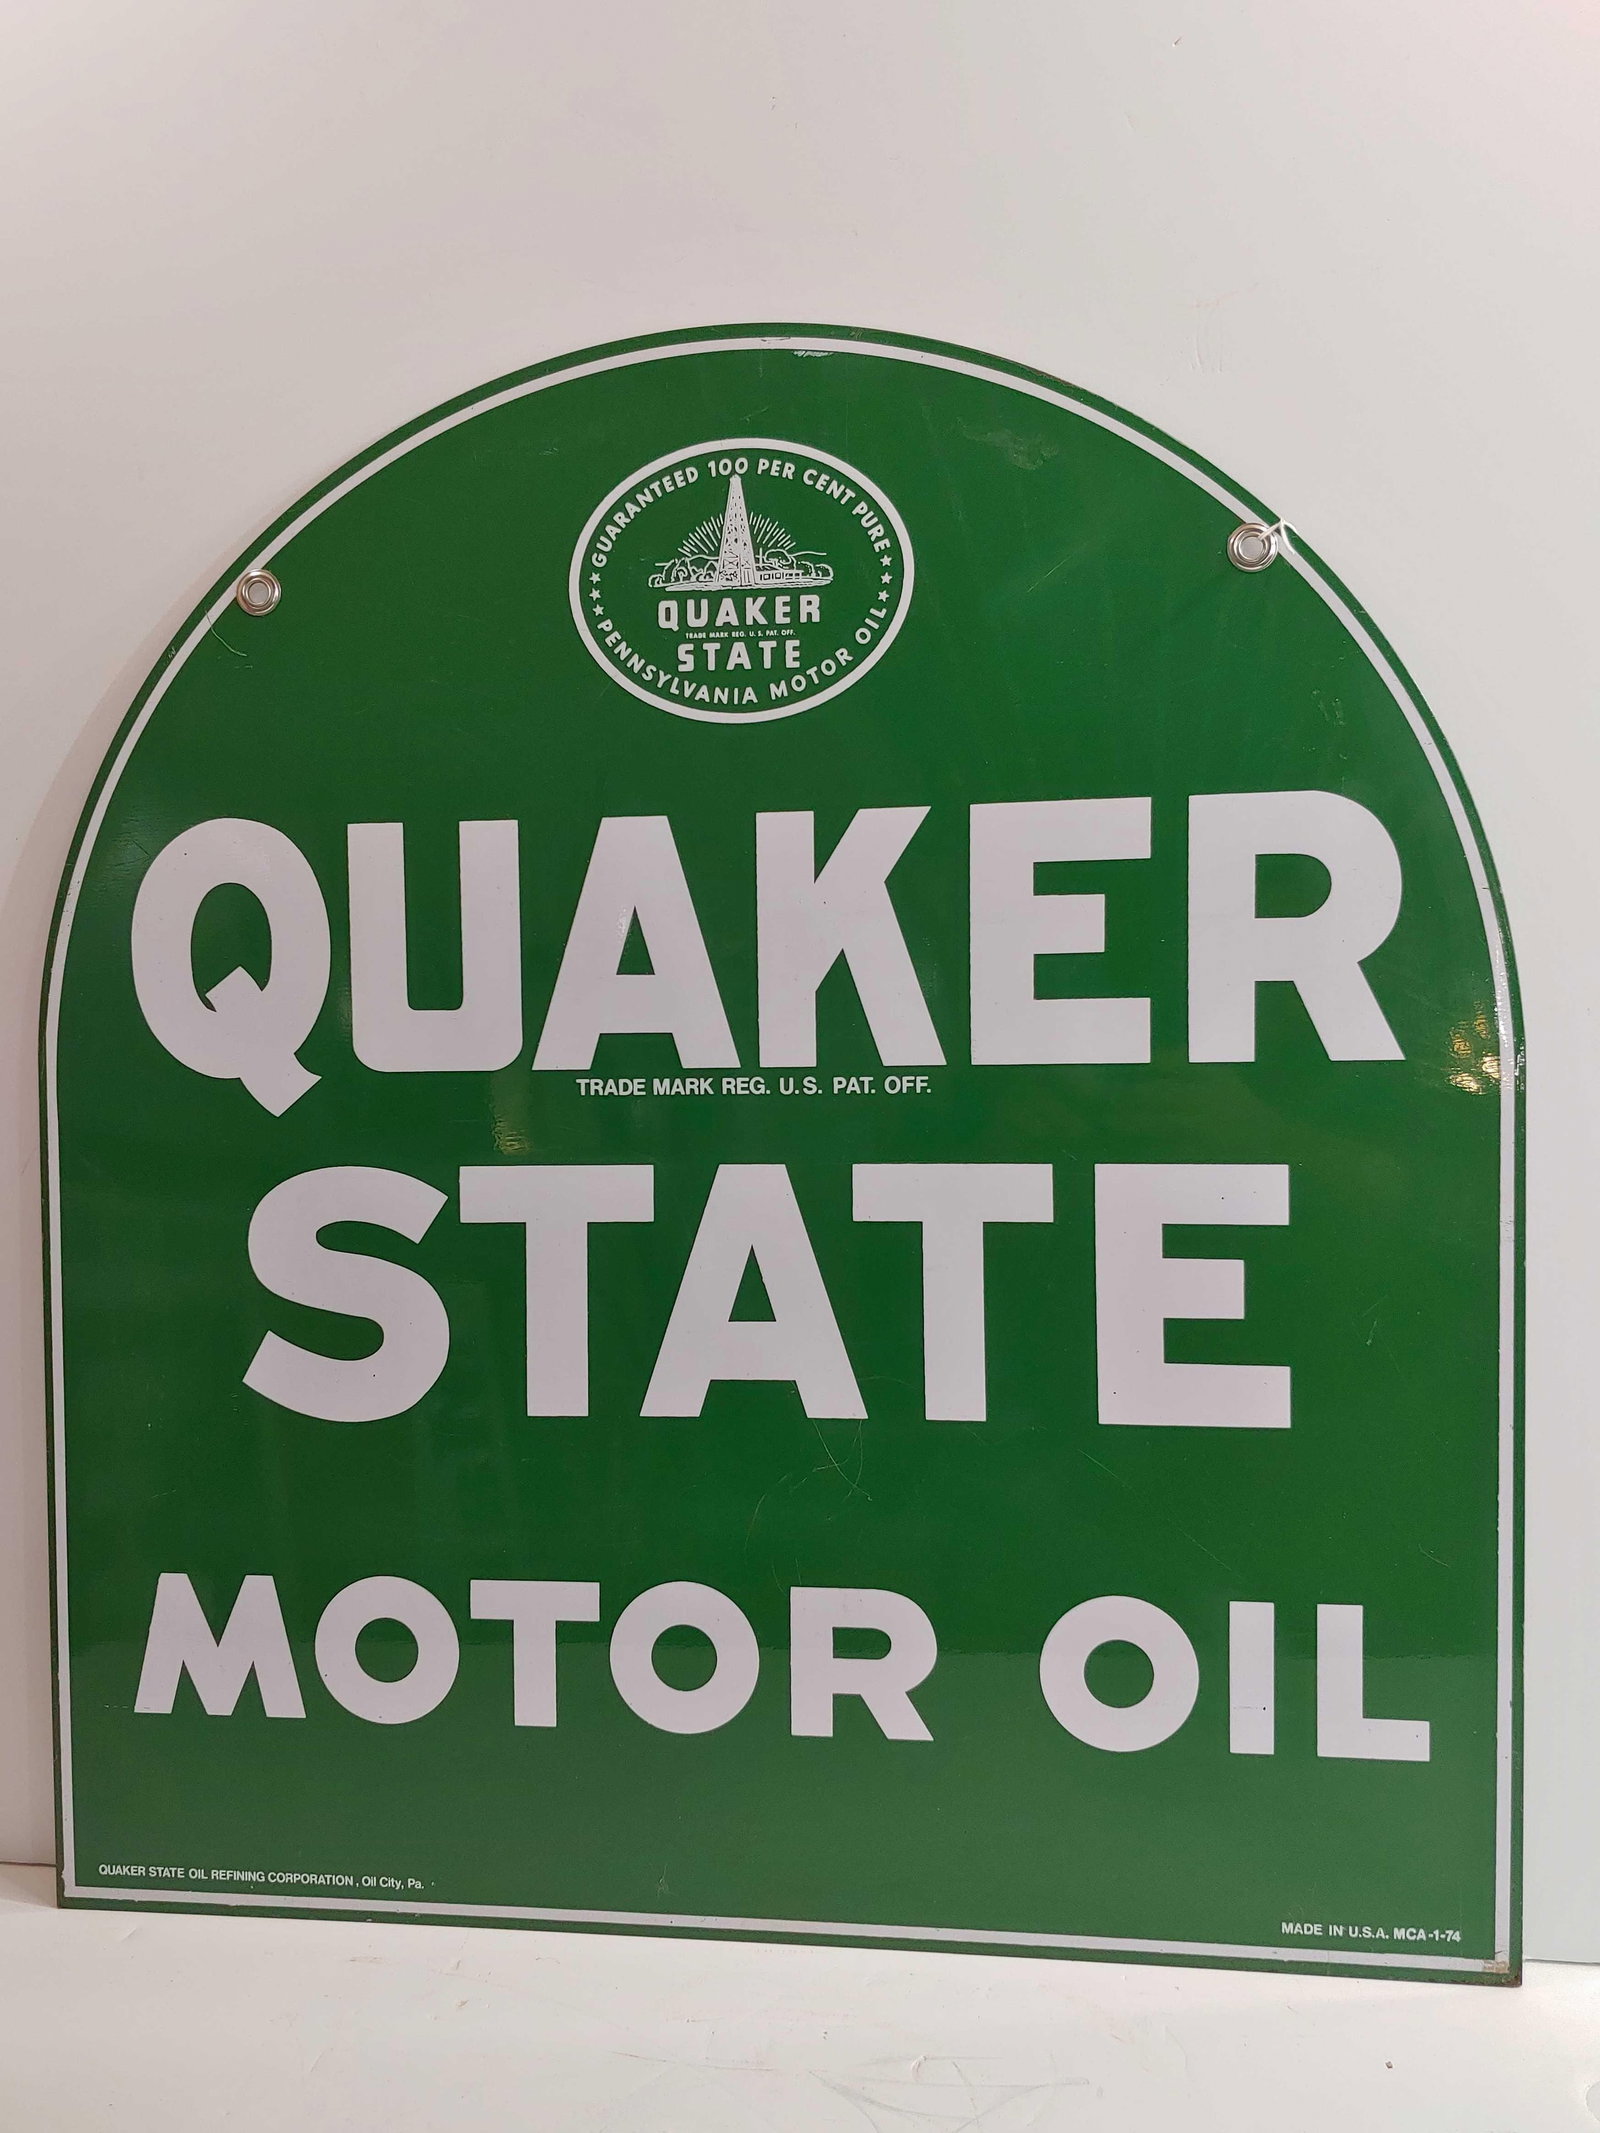 GUARANTEED 100 PER CENT PURE
QUAKER
TRADE MARK REG. U.S. PAT. OFF.
STATE
PENNSYLVANIA MOTOR OIL
QUAKER
TRADE MARK REG. U.S. PAT. OFF.
STATE
MOTOR OIL
QUAKER STATE OIL REFINING CORPORATION, Oil City, Pa.
MADE IN U.S.A. MCA-1-74